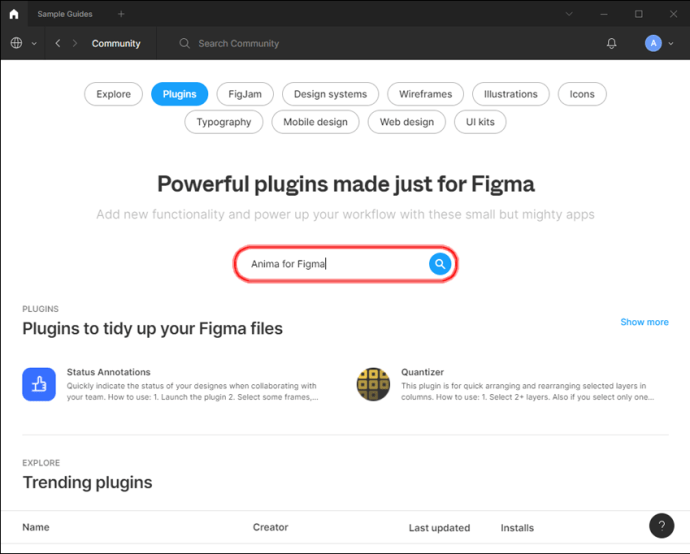 Sample Guides
Community
Search Community
A
Explore
Plugins
FigJam
Design systems
Wireframes
Illustrations
Icons
Typography
Mobile design
Web design
UI kits
Powerful plugins made just for Figma
Add new functionality and power up your workflow with these small but mighty apps
Anima for Figma
PLUGINS
Plugins to tidy up your Figma files
Show more
Status Annotations
Quickly indicate the status of your designes when collaborating with
your team. How to use: 1. Launch the plugin 2. Select some frames,...
Quantizer
This plugin is for quick arranging and rearranging selected layers in
columns. How to use: 1. Select 2+ layers. Also if you select only one...
EXPLORE
Trending plugins
Name Creator Last updated Installs
?